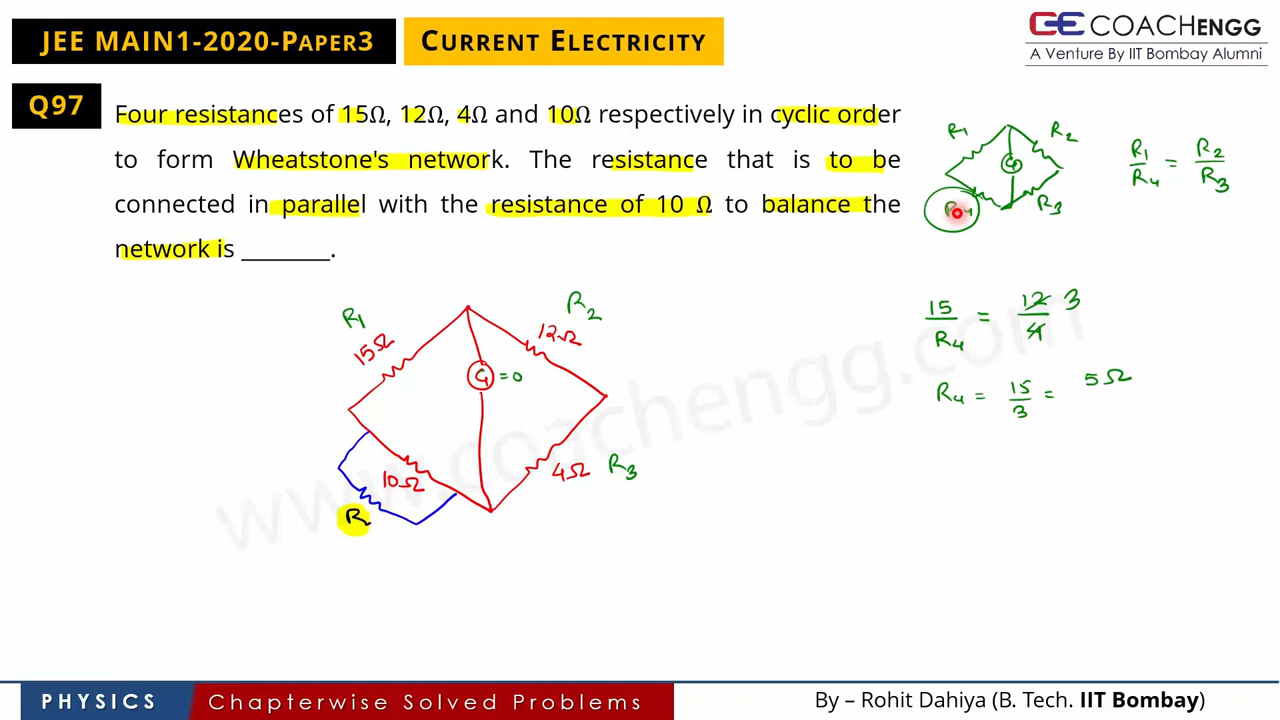 JEE MAIN1-2020-PAPER3
CURRENT ELECTRICITY
CE COACHENGG
A Venture By IIT Bombay Alumni
Q97
Four resistances of 15Ω, 12Ω, 4Ω and 10Ω respectively in cyclic order
to form Wheatstone's network. The resistance that is to be
connected in parallel with the resistance of 10 Ω to balance the
network is ________.
R1 R2
G
R4 R3
R1/R4 = R2/R3
15/R4 = 12/4 3
R4 = 15/3 = 5Ω
R1 R2
15Ω 12Ω
G = 0
10Ω 4Ω R3
R
www.coachengg.com
PHYSICS
Chapterwise Solved Problems
By – Rohit Dahiya (B. Tech. IIT Bombay)